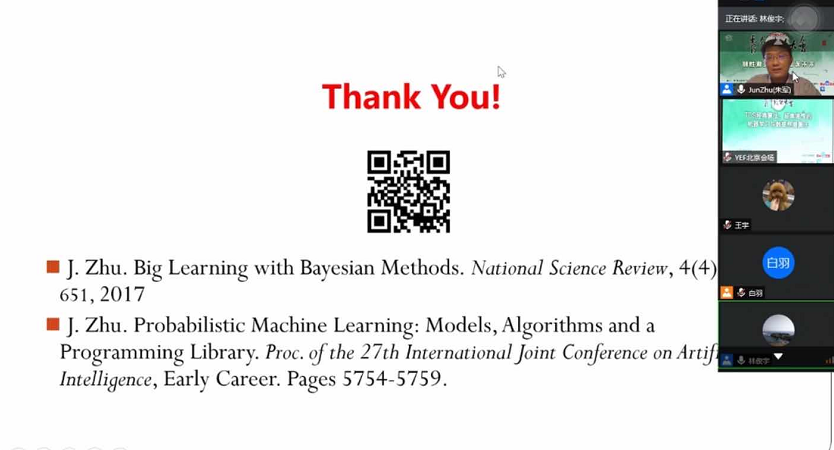 正在讲话: 林俊宇;
Thank You!
JunZhu(朱军)
YEF北京会场
王宇
■ J. Zhu. Big Learning with Bayesian Methods. National Science Review, 4(4)
651, 2017
白羽
白羽
■ J. Zhu. Probabilistic Machine Learning: Models, Algorithms and a
Programming Library. Proc. of the 27th International Joint Conference on Artifi
Intelligence, Early Career. Pages 5754-5759.
林俊宇